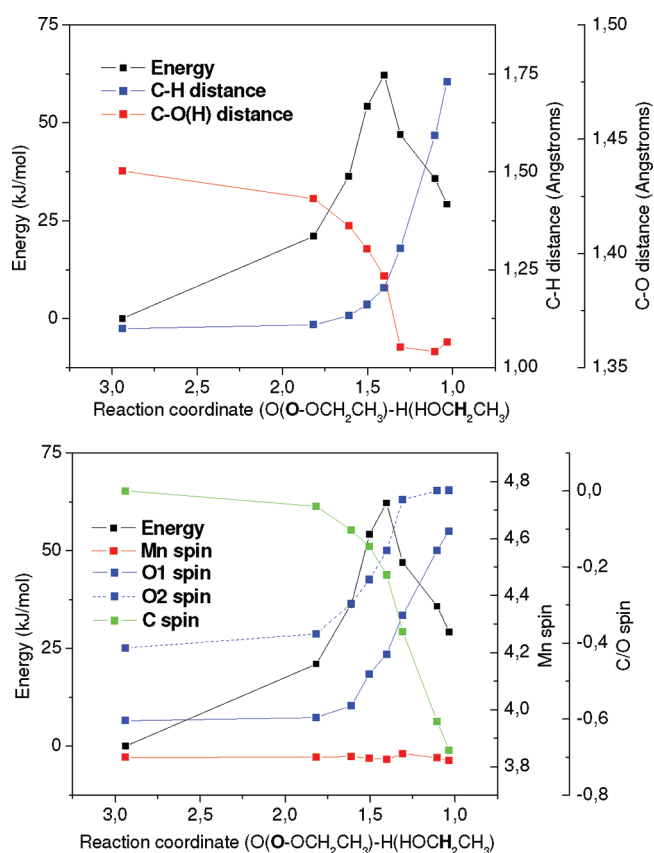 75
50
25
0
Energy (kJ/mol)
Energy
C-H distance
C-O(H) distance
1,75
1,50
1,25
1,00
C-H distance (Angstroms)
1,50
1,45
1,40
1,35
C-O distance (Angstroms)
3,0 2,5 2,0 1,5 1,0
Reaction coordinate (O(O-OCH₂CH₃)-H(HOCH₂CH₃)
75
50
25
0
Energy (kJ/mol)
Energy
Mn spin
O1 spin
O2 spin
C spin
4,8
4,6
4,4
4,2
4,0
3,8
Mn spin
0,0
-0,2
-0,4
-0,6
-0,8
C/O spin
3,0 2,5 2,0 1,5 1,0
Reaction coordinate (O(O-OCH₂CH₃)-H(HOCH₂CH₃)